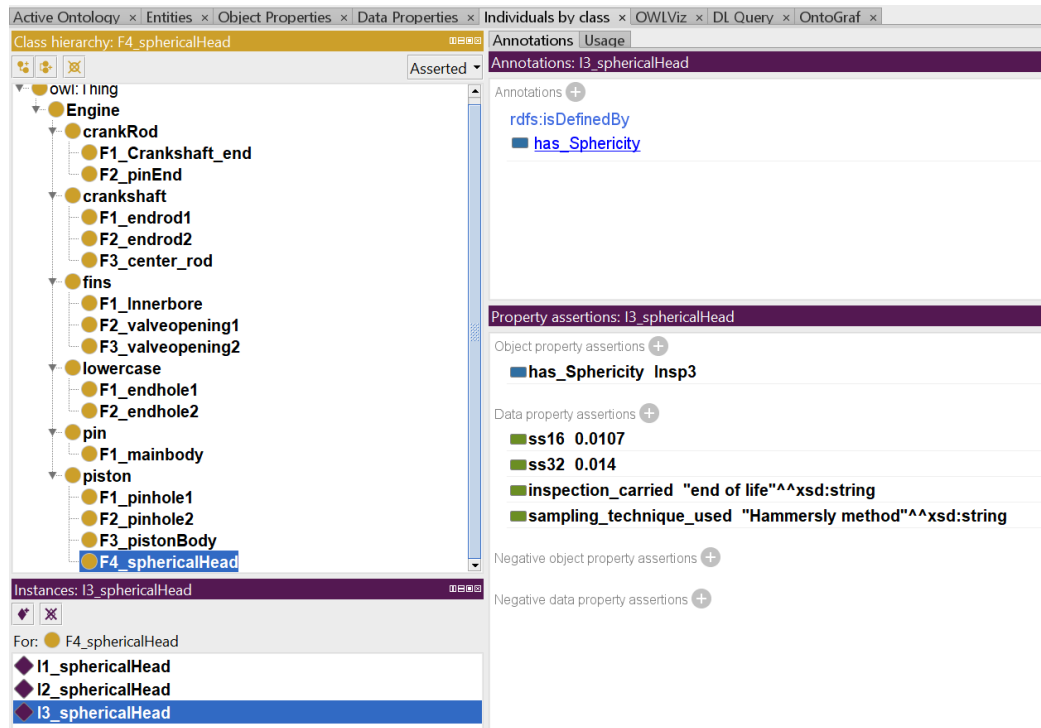 Active Ontology × Entities × Object Properties × Data Properties × Individuals by class × OWLViz × DL Query × OntoGraf ×
Class hierarchy: F4_sphericalHead
Asserted
owl:Thing
Engine
crankRod
F1_Crankshaft_end
F2_pinEnd
crankshaft
F1_endrod1
F2_endrod2
F3_center_rod
fins
F1_Innerbore
F2_valveopening1
F3_valveopening2
lowercase
F1_endhole1
F2_endhole2
pin
F1_mainbody
piston
F1_pinhole1
F2_pinhole2
F3_pistonBody
F4_sphericalHead
Instances: I3_sphericalHead
For: F4_sphericalHead
I1_sphericalHead
I2_sphericalHead
I3_sphericalHead
Annotations Usage
Annotations: I3_sphericalHead
Annotations
rdfs:isDefinedBy
has_Sphericity
Property assertions: I3_sphericalHead
Object property assertions
has_Sphericity Insp3
Data property assertions
ss16 0.0107
ss32 0.014
inspection_carried "end of life"^^xsd:string
sampling_technique_used "Hammersly method"^^xsd:string
Negative object property assertions
Negative data property assertions